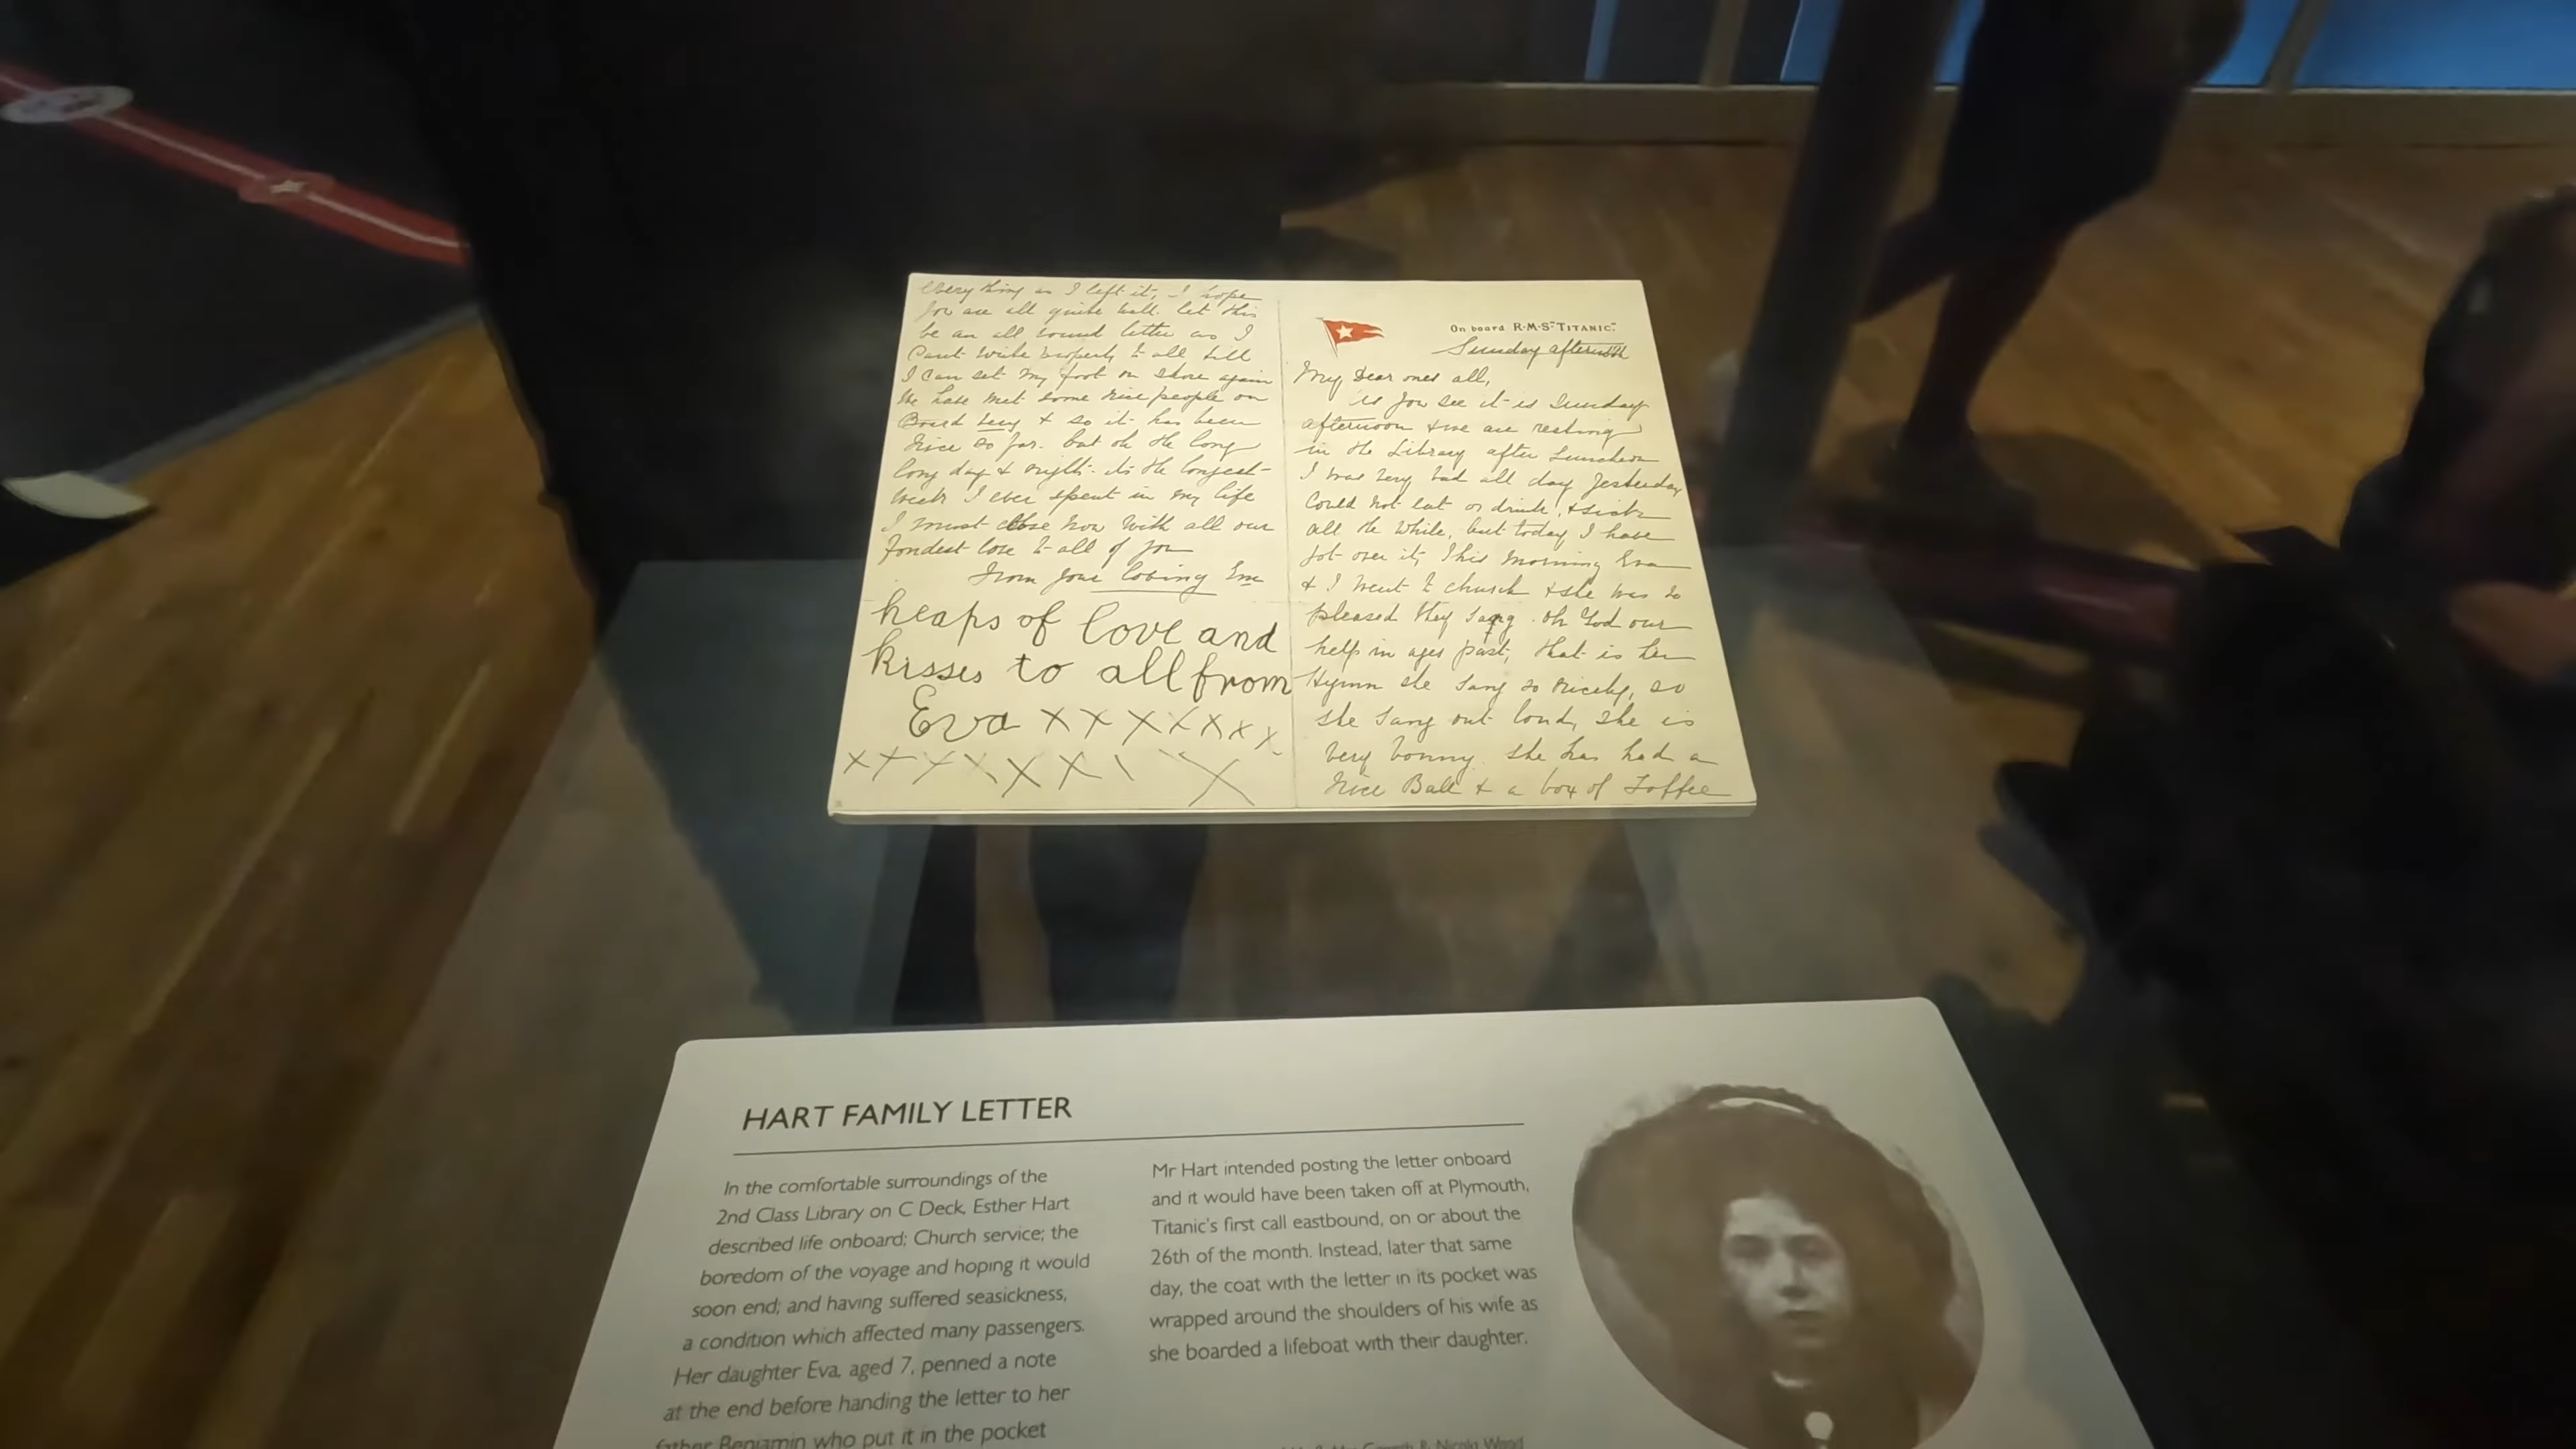 everything as I left it, I hope
you are all quite well. let this
be an all round letter as I
Cant write properly to all till
I can set my foot on shore again
We have met some nice people on
Board Lucy & so it has been
Nice so far. but oh the long
long day & nights. its the longest
week I ever spent in my life
I must close now with all our
fondest love to all of you
From your loving Em
heaps of love and
kisses to all from
Eva x x x x x x x
x x x x x x
On board R.M.S. "TITANIC."
Sunday afternoon
My Dear ones all,
As you see it is Sunday
afternoon & we are resting
in the Library after Luncheon
I was very bad all day Yesterday
Could not eat or drink, & sick
all the while, but today I have
got over it, This morning Eva
& I went to church & she was so
pleased they sang Oh God our
help in ages past, that is her
Hymn she sang so nicely, so
she sang out loud, she is
very bonny. she has had a
Nice Ball & a box of Toffee
HART FAMILY LETTER
In the comfortable surroundings of the
2nd Class Library on C Deck, Esther Hart
described life onboard; Church service; the
boredom of the voyage and hoping it would
soon end; and having suffered seasickness,
a condition which affected many passengers.
Her daughter Eva, aged 7, penned a note
at the end before handing the letter to her
father Benjamin who put it in the pocket
Mr Hart intended posting the letter onboard
and it would have been taken off at Plymouth,
Titanic's first call eastbound, on or about the
26th of the month. Instead, later that same
day, the coat with the letter in its pocket was
wrapped around the shoulders of his wife as
she boarded a lifeboat with their daughter.